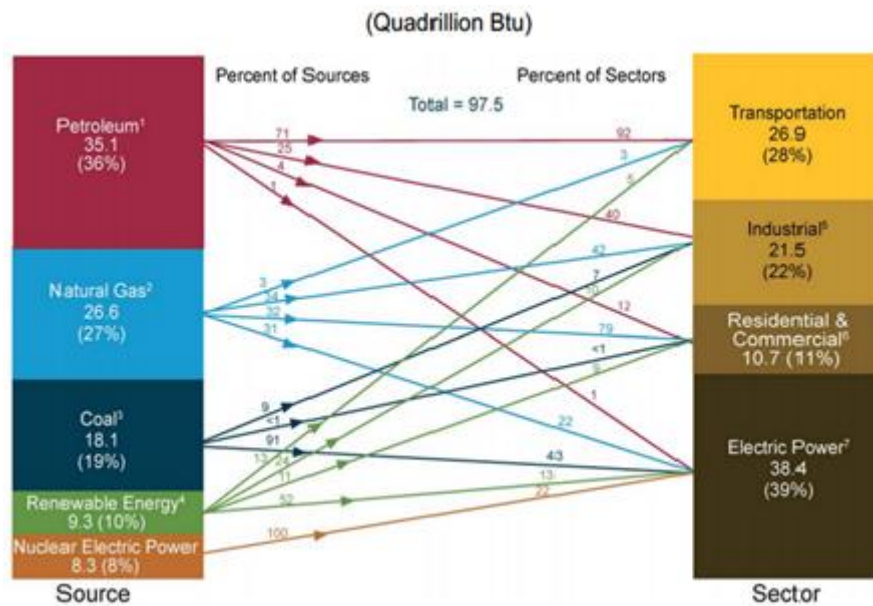 (Quadrillion Btu)
Percent of Sources
Percent of Sectors
Total = 97.5
Petroleum¹
35.1
(36%)
Natural Gas²
26.6
(27%)
Coal³
18.1
(19%)
Renewable Energy⁴
9.3 (10%)
Nuclear Electric Power
8.3 (8%)
Source
71
25
4
1
3
34
32
31
9
<1
91
13
24
11
52
100
92
3
5
40
42
7
12
79
<1
9
1
22
43
13
22
Transportation
26.9
(28%)
Industrial⁵
21.5
(22%)
Residential &
Commercial⁶
10.7 (11%)
Electric Power⁷
38.4
(39%)
Sector